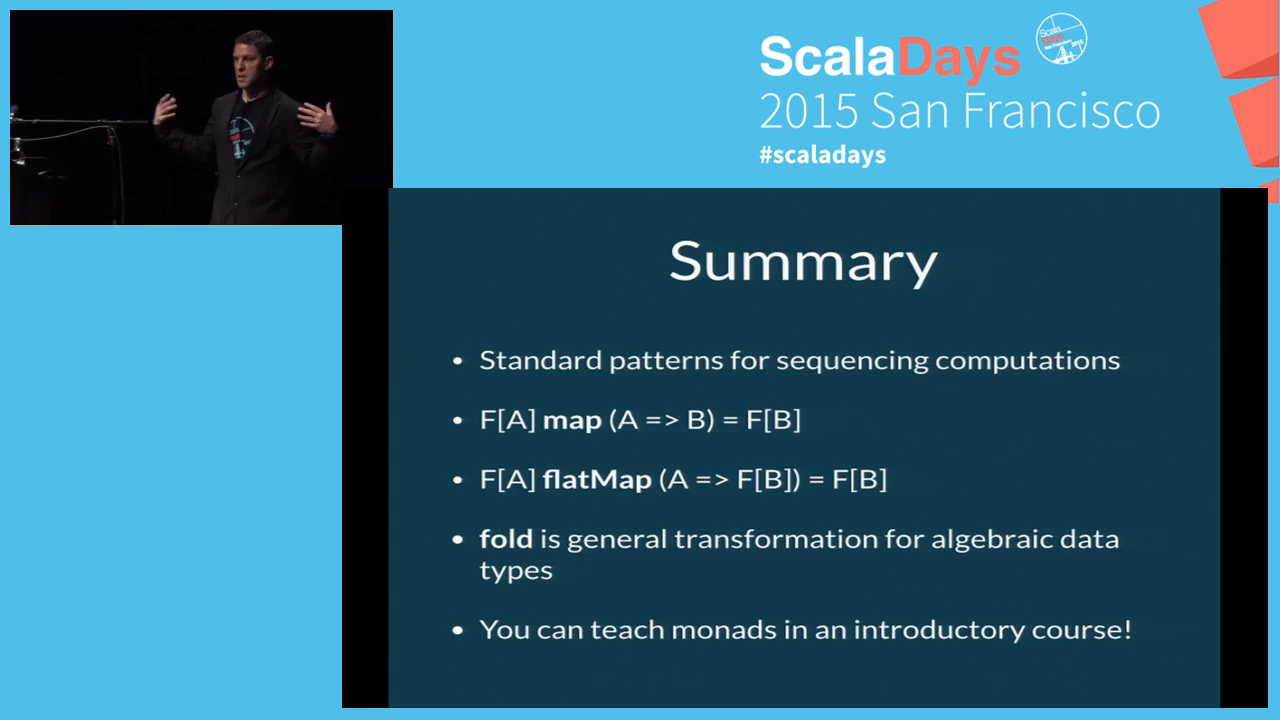 ScalaDays
2015 San Francisco
#scaladays
Summary
• Standard patterns for sequencing computations
• F[A] map (A => B) = F[B]
• F[A] flatMap (A => F[B]) = F[B]
• fold is general transformation for algebraic data
types
• You can teach monads in an introductory course!